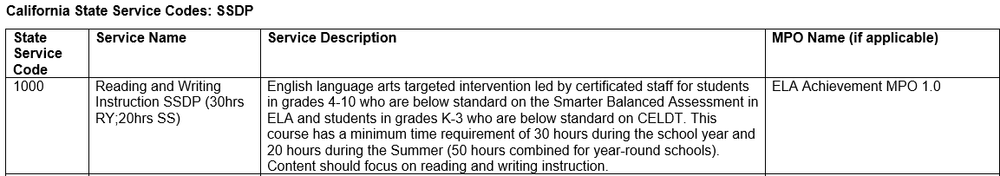 California State Service Codes: SSDP
State
Service
Code
Service Name
Service Description
MPO Name (if applicable)
1000
Reading and Writing
Instruction SSDP (30hrs
RY;20hrs SS)
English language arts targeted intervention led by certificated staff for students
in grades 4-10 who are below standard on the Smarter Balanced Assessment in
ELA and students in grades K-3 who are below standard on CELDT. This
course has a minimum time requirement of 30 hours during the school year and
20 hours during the Summer (50 hours combined for year-round schools).
Content should focus on reading and writing instruction.
ELA Achievement MPO 1.0